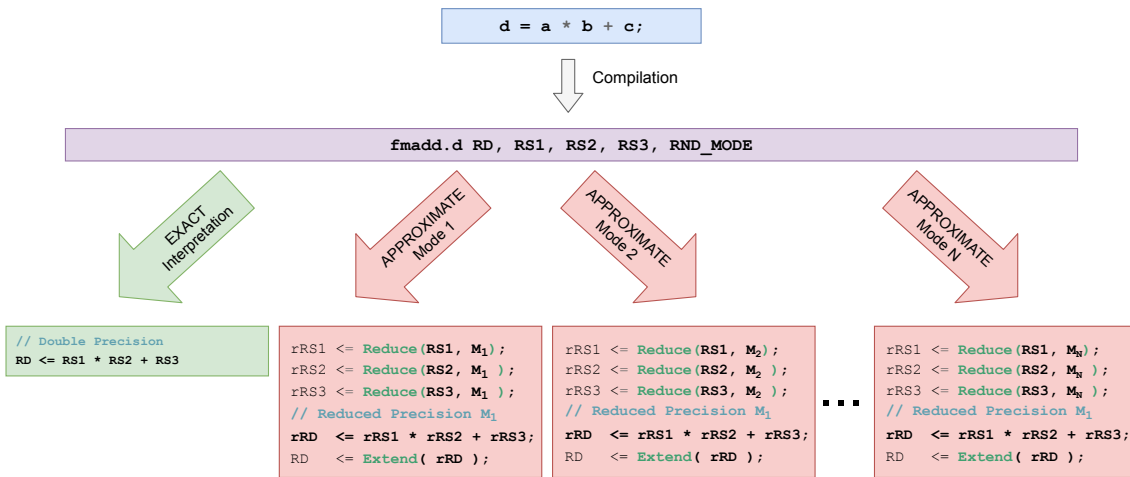 d = a * b + c;
Compilation
fmadd.d RD, RS1, RS2, RS3, RND_MODE
EXACT
Interpretation
APPROXIMATE
Mode 1
APPROXIMATE
Mode 2
APPROXIMATE
Mode N
// Double Precision
RD <= RS1 * RS2 + RS3
rRS1 <= Reduce(RS1, M₁);
rRS2 <= Reduce(RS2, M₁ );
rRS3 <= Reduce(RS3, M₁ );
// Reduced Precision M₁
rRD <= rRS1 * rRS2 + rRS3;
RD <= Extend( rRD );
rRS1 <= Reduce(RS1, M₂);
rRS2 <= Reduce(RS2, M₂ );
rRS3 <= Reduce(RS3, M₂ );
// Reduced Precision M₁
rRD <= rRS1 * rRS2 + rRS3;
RD <= Extend( rRD );
...
rRS1 <= Reduce(RS1, M_N);
rRS2 <= Reduce(RS2, M_N );
rRS3 <= Reduce(RS3, M_N );
// Reduced Precision M₁
rRD <= rRS1 * rRS2 + rRS3;
RD <= Extend( rRD );